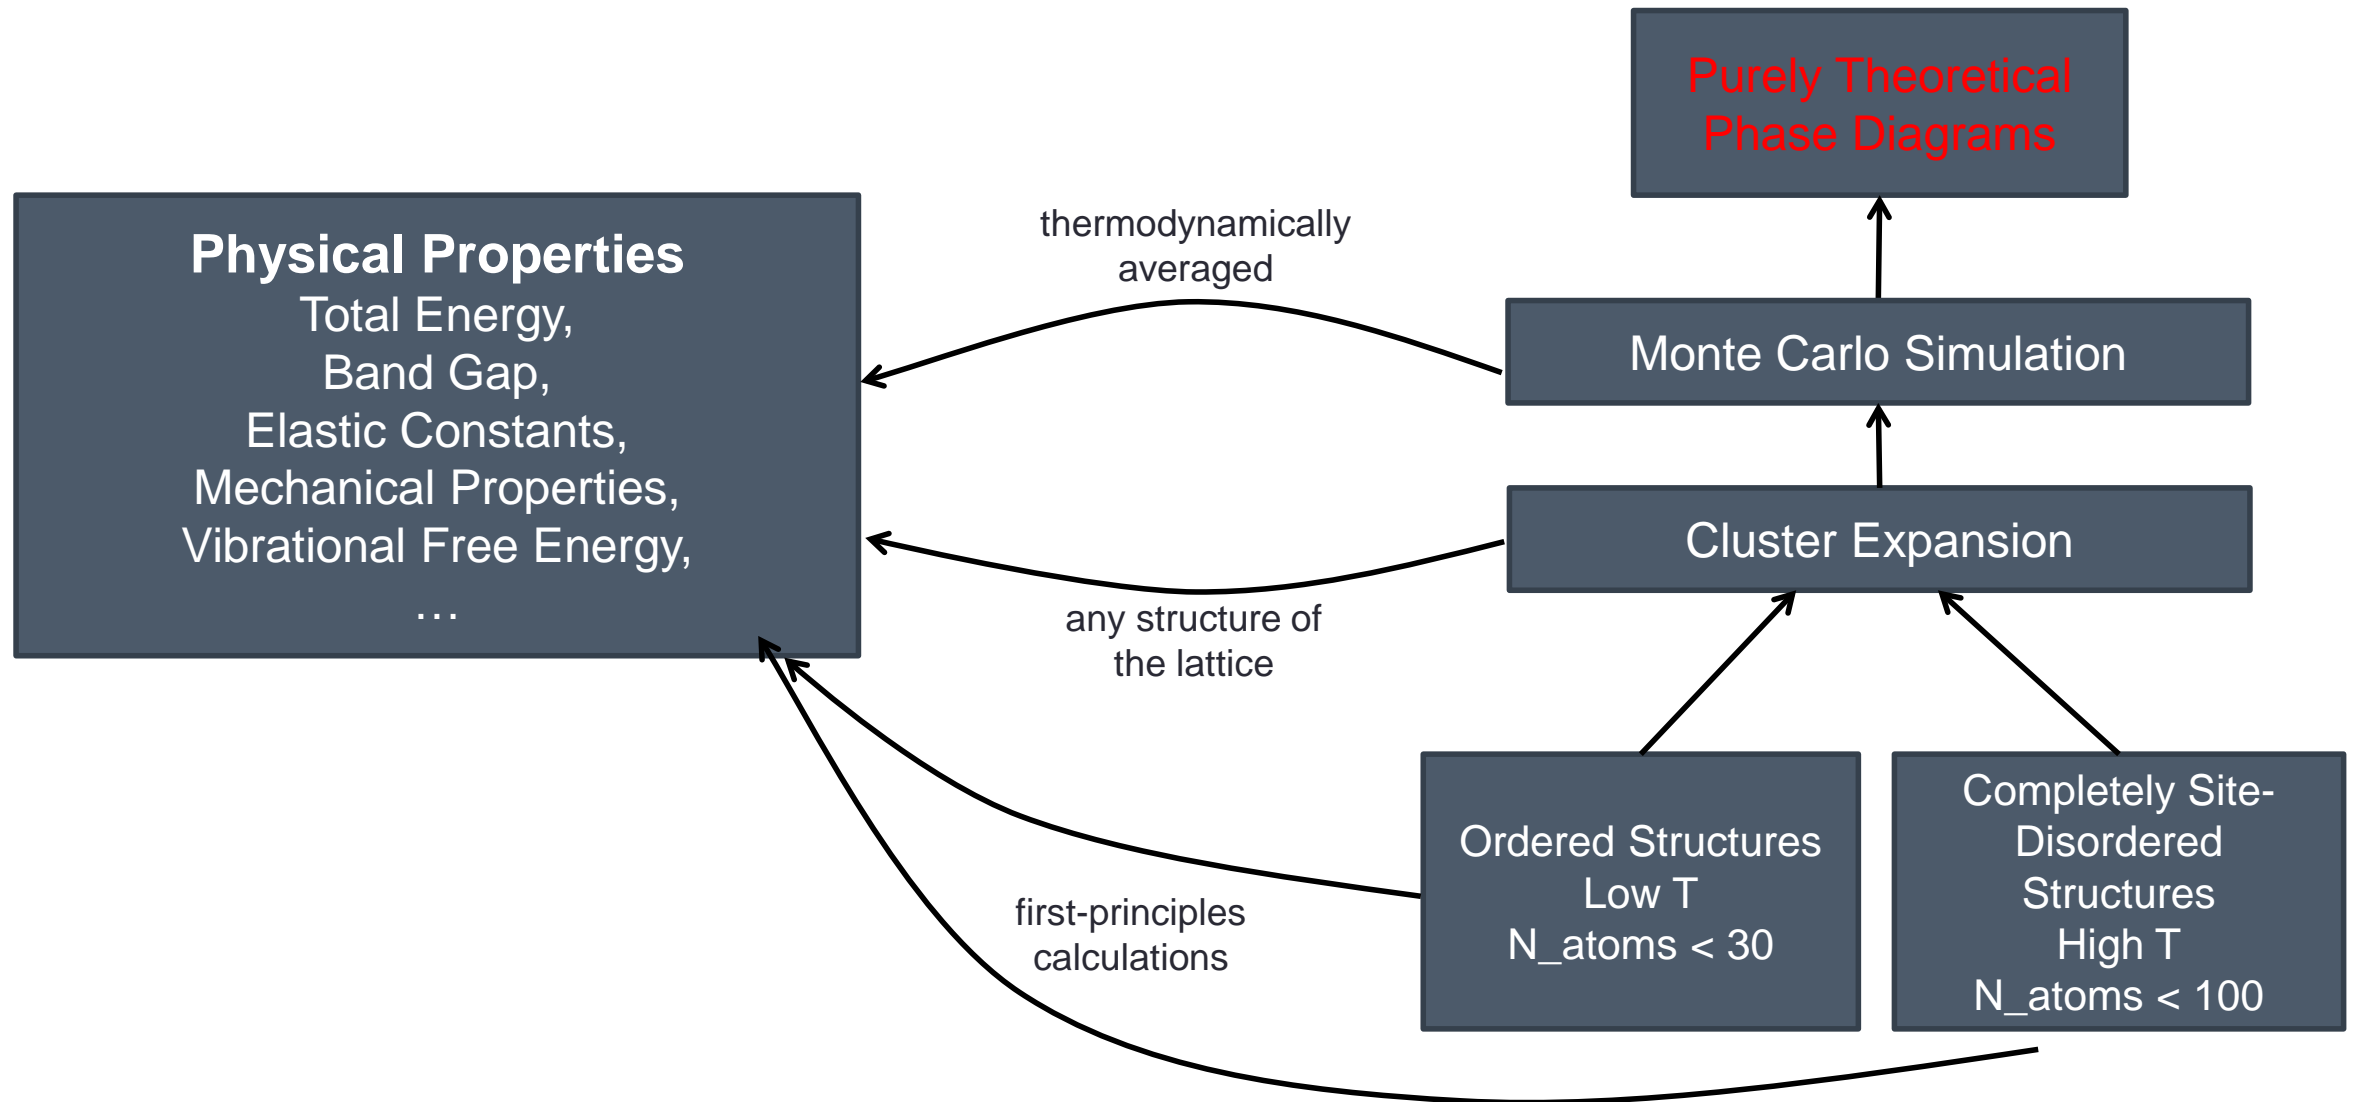 Purely Theoretical
Phase Diagrams
Physical Properties
Total Energy,
Band Gap,
Elastic Constants,
Mechanical Properties,
Vibrational Free Energy,
…
thermodynamically
averaged
Monte Carlo Simulation
Cluster Expansion
any structure of
the lattice
first-principles
calculations
Ordered Structures
Low T
N_atoms < 30
Completely Site-
Disordered
Structures
High T
N_atoms < 100